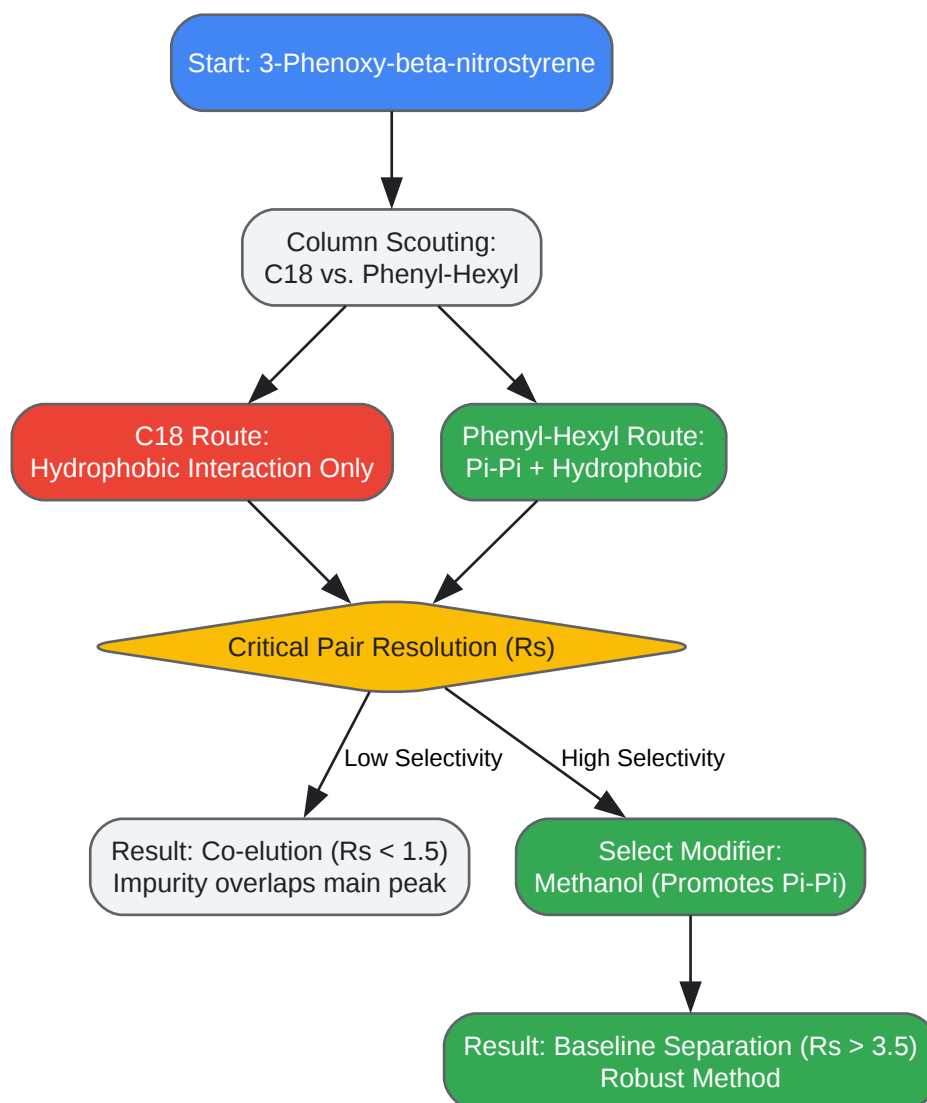 Start: 3-Phenoxy-beta-nitrostyrene
Column Scouting:
C18 vs. Phenyl-Hexyl
C18 Route:
Hydrophobic Interaction Only
Phenyl-Hexyl Route:
Pi-Pi + Hydrophobic
Critical Pair Resolution (Rs)
Low Selectivity
High Selectivity
Result: Co-elution (Rs < 1.5)
Impurity overlaps main peak
Select Modifier:
Methanol (Promotes Pi-Pi)
Result: Baseline Separation (Rs > 3.5)
Robust Method